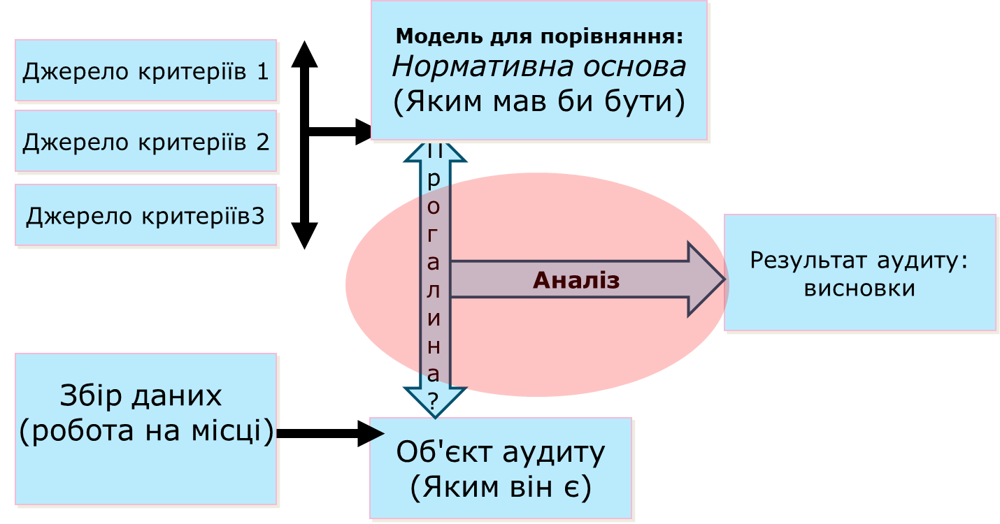 Модель для порівняння:
Нормативна основа
(Яким мав би бути)
Джерело критеріїв 1
Джерело критеріїв 2
Джерело критеріїв3
Прогалина?
Аналіз
Результат аудиту:
висновки
Збір даних
(робота на місці)
Об'єкт аудиту
(Яким він є)